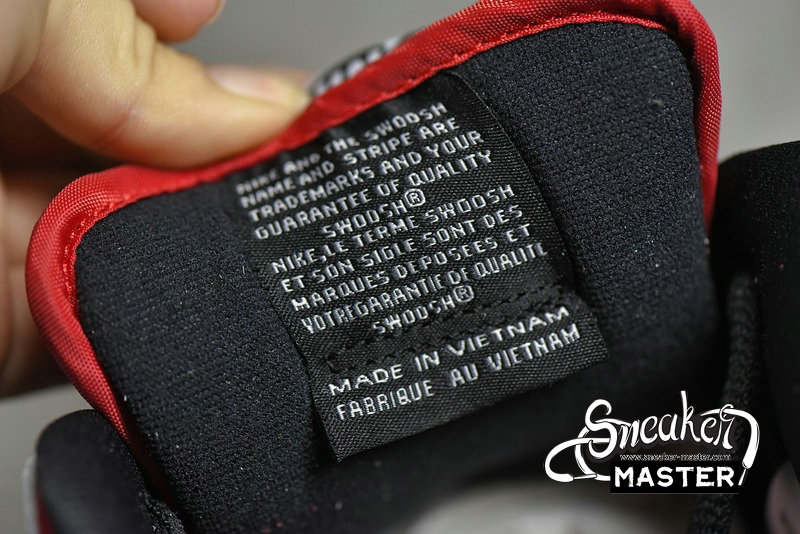 NIKE AND THE SWOOSH
NAME AND STRIPE ARE
TRADEMARKS AND YOUR
GUARANTEE OF QUALITY
SWOOSH®
NIKE,LE TERME SWOOSH
ET SON SIGLE SONT DES
MARQUES DEPOSEES ET
VOTREGARANTIE DE QUALITE
SWOOSH®
MADE IN VIETNAM
FABRIQUE AU VIETNAM
Sneaker
www.sneaker-master.com
MASTER